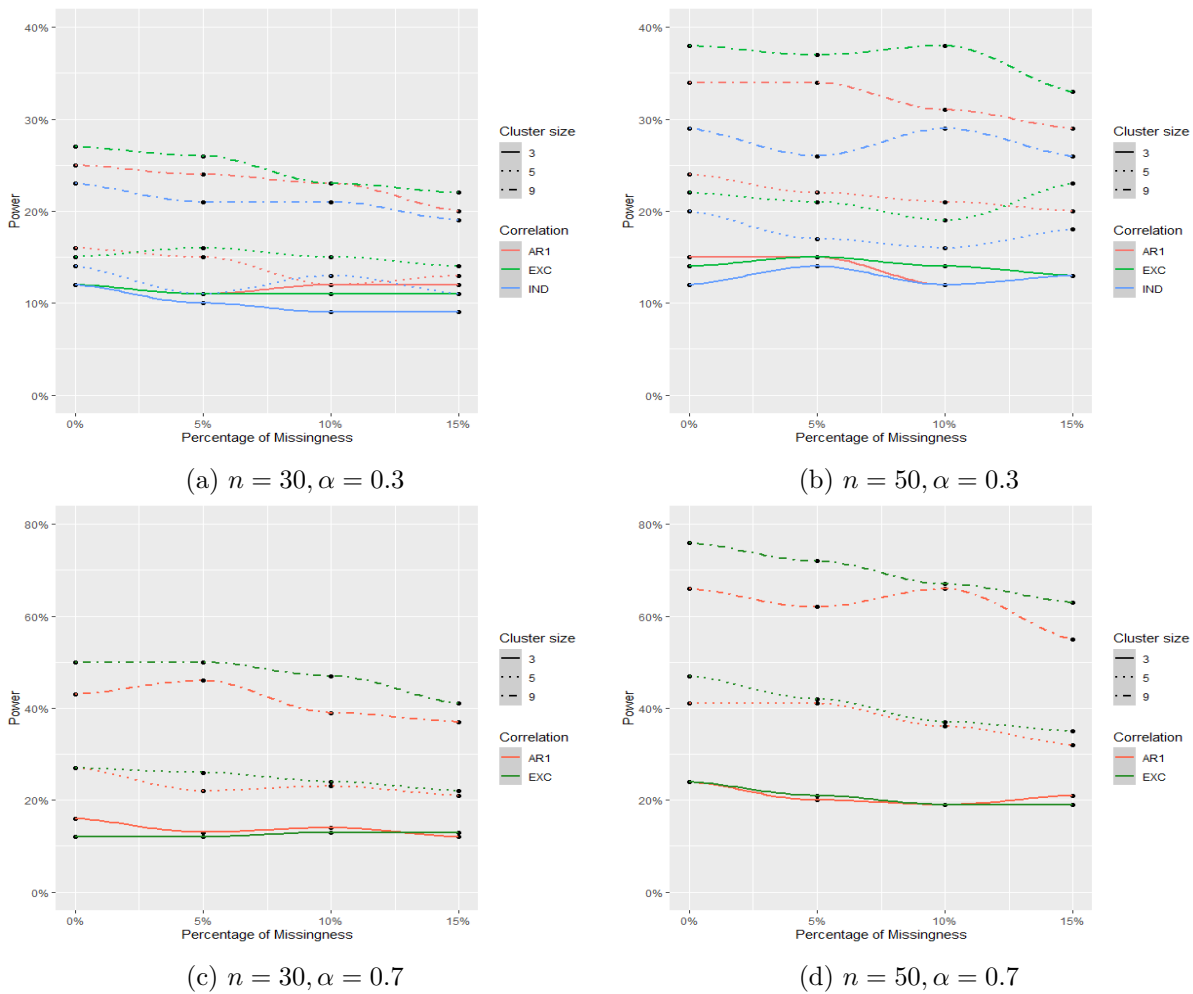 40%
30%
20%
10%
0%
Power
0%
5%
10%
15%
Percentage of Missingness
Cluster size
3
5
9
Correlation
AR1
EXC
IND
(a) n = 30, α = 0.3
40%
30%
20%
10%
0%
Power
0%
5%
10%
15%
Percentage of Missingness
Cluster size
3
5
9
Correlation
AR1
EXC
IND
(b) n = 50, α = 0.3
80%
60%
40%
20%
0%
Power
0%
5%
10%
15%
Percentage of Missingness
Cluster size
3
5
9
Correlation
AR1
EXC
(c) n = 30, α = 0.7
80%
60%
40%
20%
0%
Power
0%
5%
10%
15%
Percentage of Missingness
Cluster size
3
5
9
Correlation
AR1
EXC
(d) n = 50, α = 0.7